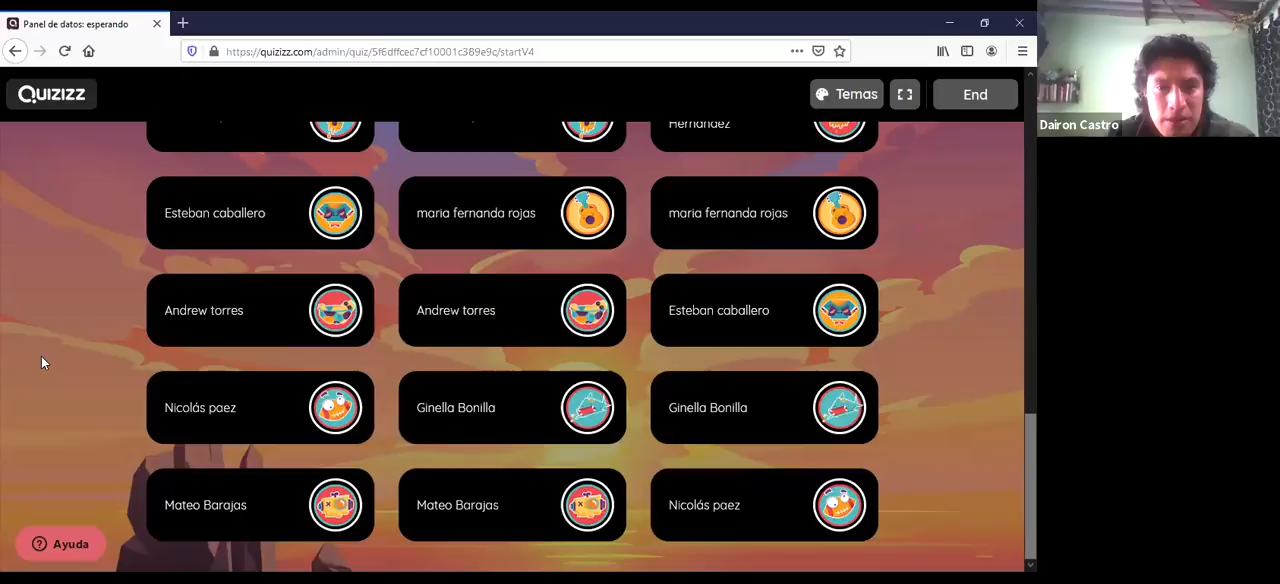 Panel de datos: esperando
https://quizizz.com/admin/quiz/5f6dffcec7cf10001c389e9c/startV4
Quizizz
Temas
End
Dairon Castro
Hernandez
Esteban caballero
maria fernanda rojas
maria fernanda rojas
Andrew torres
Andrew torres
Esteban caballero
Nicolás paez
Ginella Bonilla
Ginella Bonilla
Mateo Barajas
Mateo Barajas
Nicolás paez
Ayuda